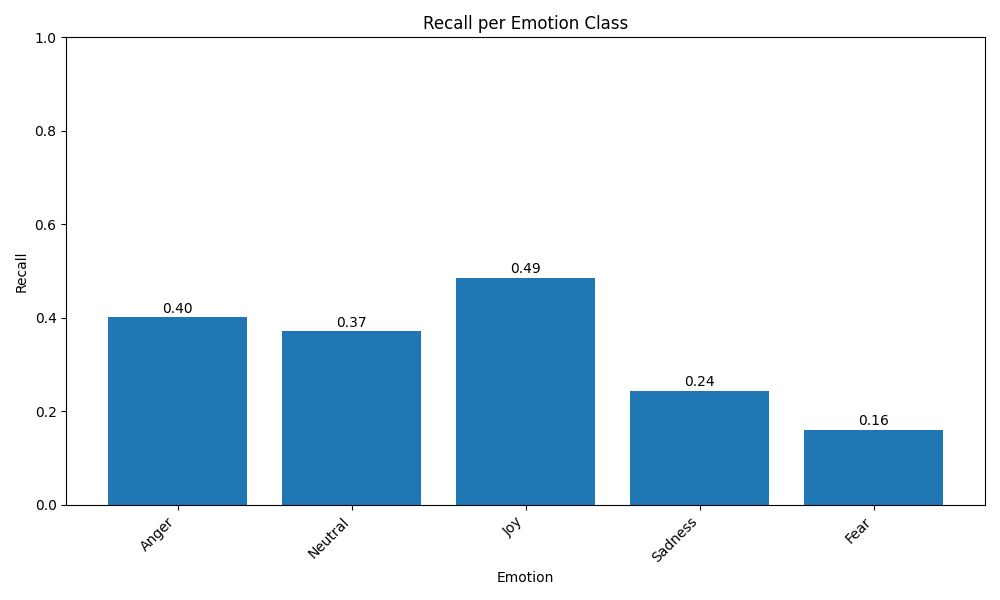 Recall per Emotion Class
1.0
0.8
0.6
0.4
0.2
0.0
Recall
0.40
0.37
0.49
0.24
0.16
Anger
Neutral
Joy
Sadness
Fear
Emotion